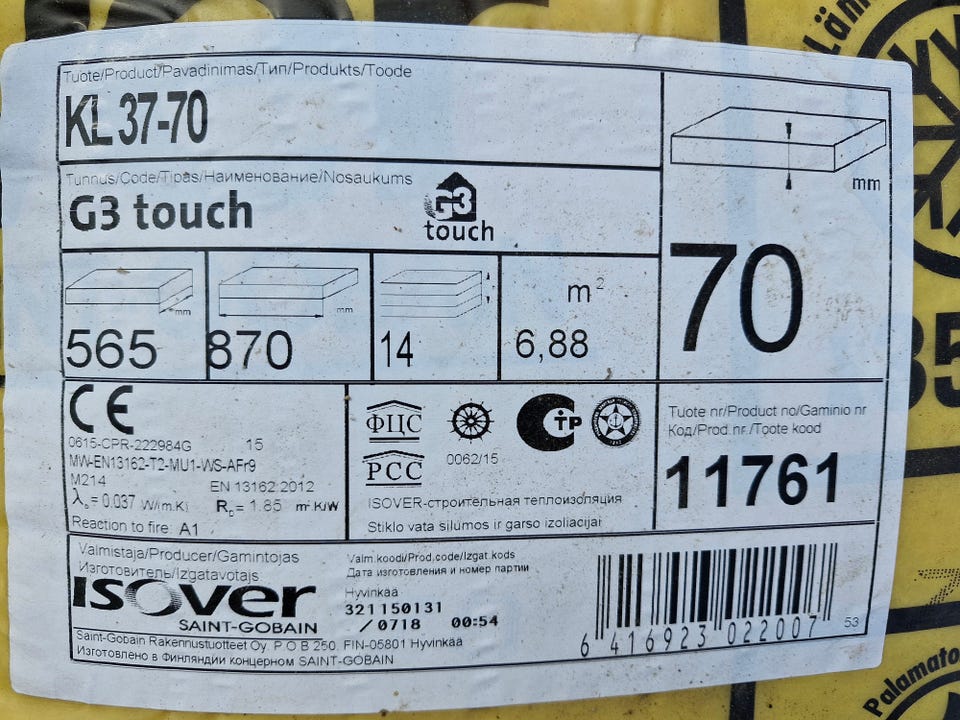 Tuote/Product/Pavadinimas/Тип/Produkts/Toode
KL 37-70
mm
Tunnus/Code/Tipas/Наименование/Nosaukums
G3 touch
G3
touch
70
mm
mm
m²
565
870
14
6,88
CE
0615-CPR-222984G 15
MW-EN13162-T2-MU1-WS-AFr9
M214 EN 13162:2012
λD = 0.037 W/(m.K) RD = 1.85 m² K/W
Reaction to fire: A1
ФЦС
РСС
0062/15
СТР
ISOVER-строительная теплоизоляция
Stiklo vata silumos ir garso izoliacijai
Tuote nr/Product no/Gaminio nr
Код/Prod.nr./Toote kood
11761
Valmistaja/Producer/Gamintojas
Изготовитель/Izgatavotajs
ISOVER
SAINT-GOBAIN
Saint-Gobain Rakennustuotteet Oy, P.O B 250, FIN-05801 Hyvinkää
Изготовлено в Финляндии концерном SAINT-GOBAIN
Valm.koodi/Prod.code/Izgat.kods
Дата изготовления и номер партии
Hyvinkää
321150131
/0718 00:54
6 416923 022007
53
Palamato